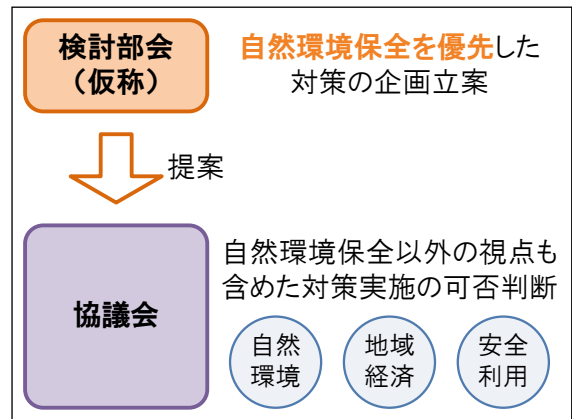 検討部会
（仮称）
自然環境保全を優先した
対策の企画立案
提案
協議会
自然環境保全以外の視点も
含めた対策実施の可否判断
自然
環境
地域
経済
安全
利用